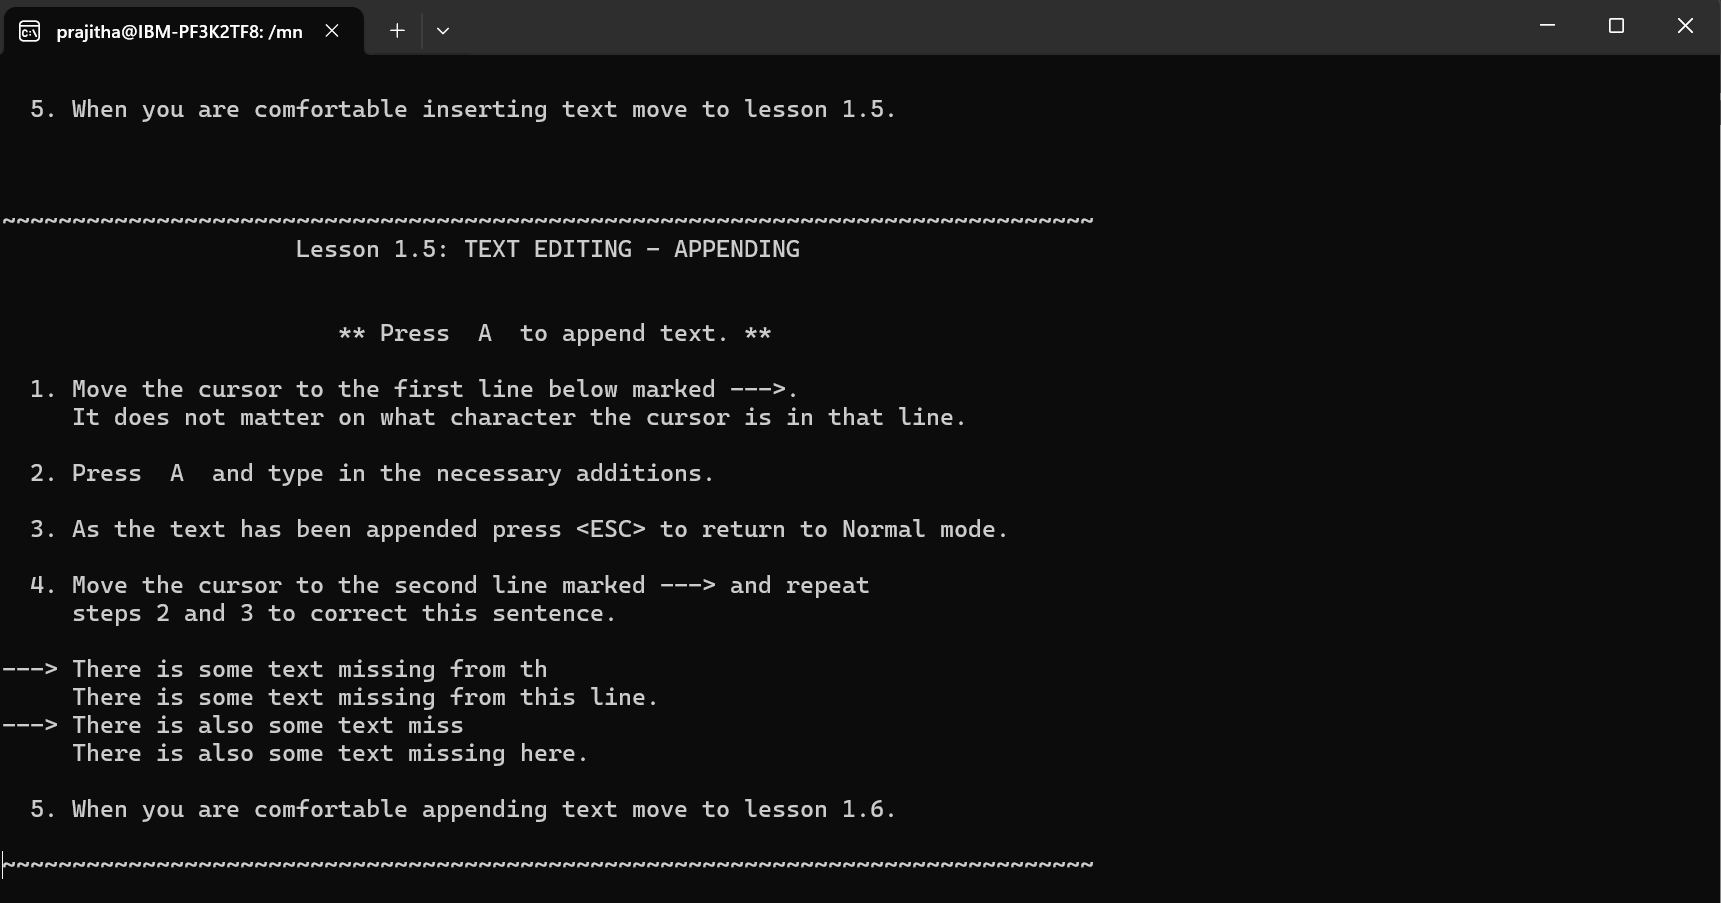 prajitha@IBM-PF3K2TF8: /mn
5. When you are comfortable inserting text move to lesson 1.5.
~~~~~~~~~~~~~~~~~~~~~~~~~~~~~~~~~~~~~~~~~~~~~~~~~~~~~~~~~~~~~~~~~~~~~~~~~~~~~~
Lesson 1.5: TEXT EDITING - APPENDING
** Press  A  to append text. **
1. Move the cursor to the first line below marked --->.
It does not matter on what character the cursor is in that line.
2. Press  A  and type in the necessary additions.
3. As the text has been appended press <ESC> to return to Normal mode.
4. Move the cursor to the second line marked ---> and repeat
steps 2 and 3 to correct this sentence.
---> There is some text missing from th
There is some text missing from this line.
---> There is also some text miss
There is also some text missing here.
5. When you are comfortable appending text move to lesson 1.6.
~~~~~~~~~~~~~~~~~~~~~~~~~~~~~~~~~~~~~~~~~~~~~~~~~~~~~~~~~~~~~~~~~~~~~~~~~~~~~~